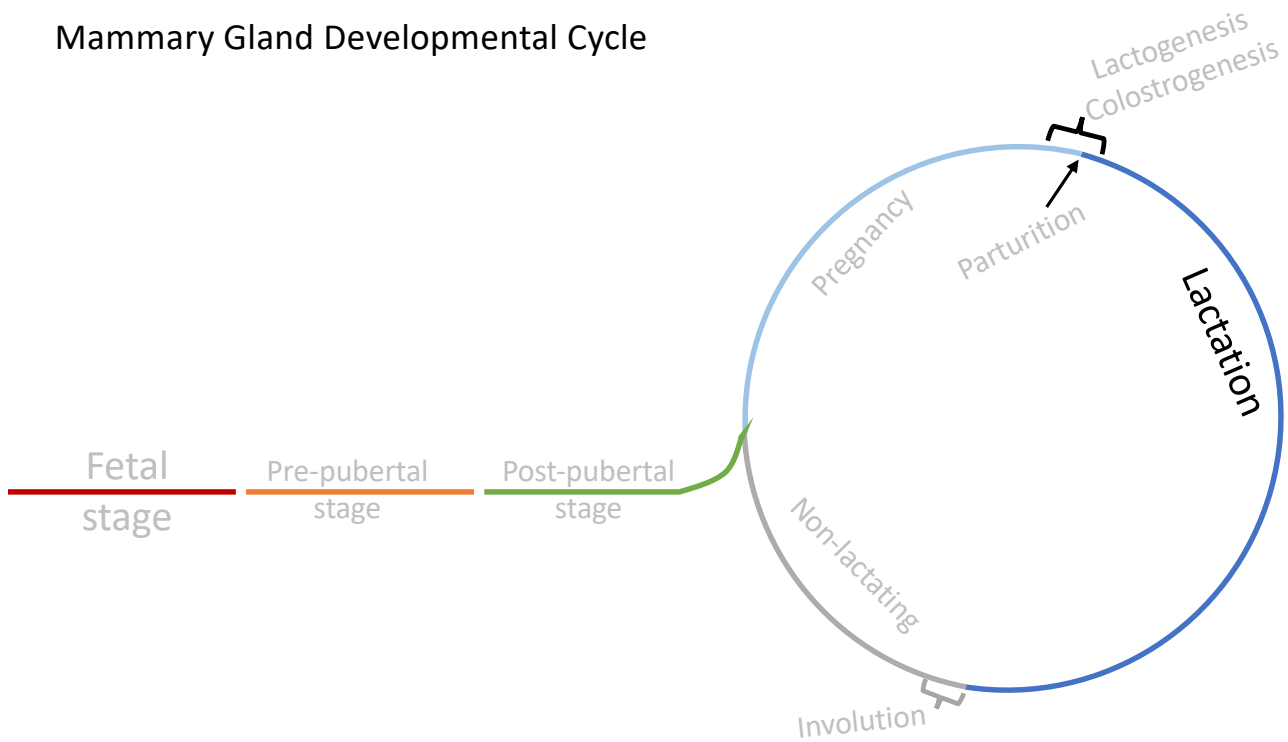 Mammary Gland Developmental Cycle
Lactogenesis
Colostrogenesis
Pregnancy
Parturition
Lactation
Fetal
stage
Pre-pubertal
stage
Post-pubertal
stage
Non-lactating
Involution